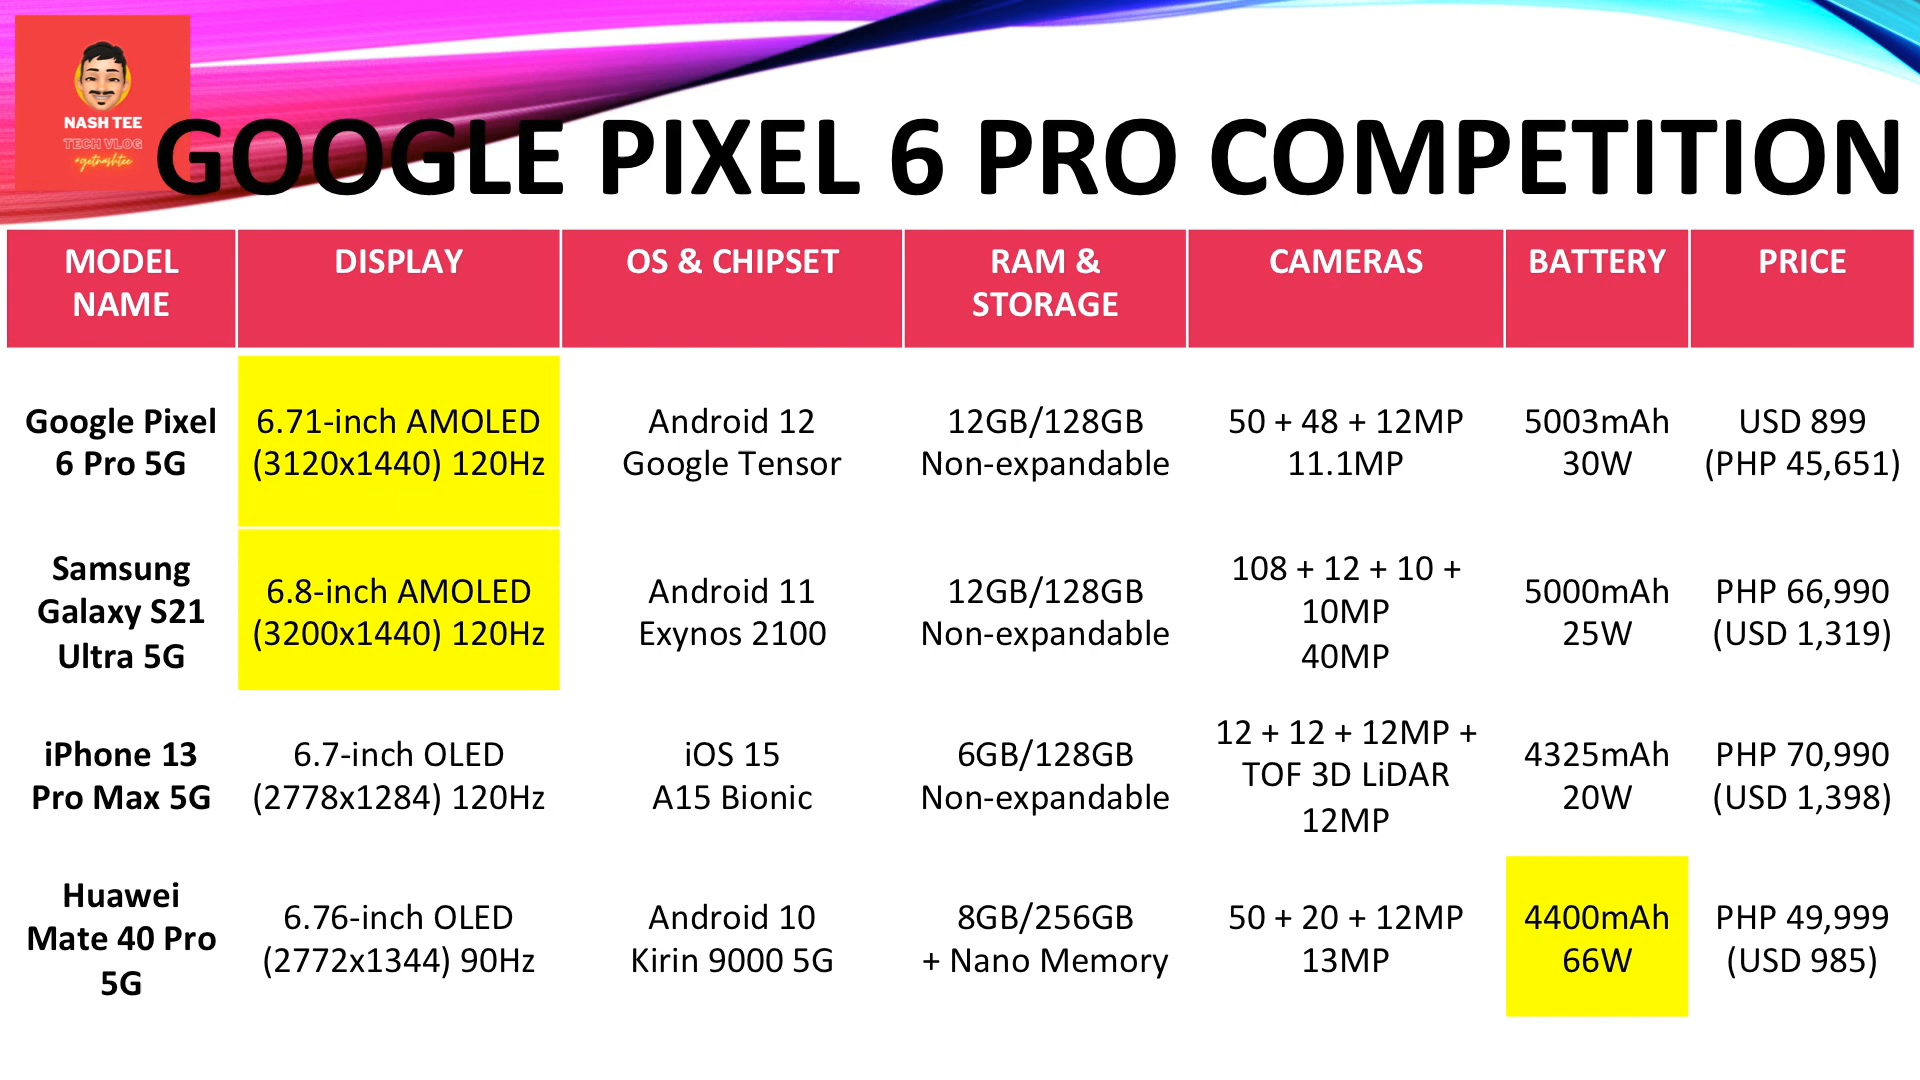 NASH TEE
TECH VLOG
#getnashtee
GOOGLE PIXEL 6 PRO COMPETITION
MODEL
NAME
DISPLAY
OS & CHIPSET
RAM &
STORAGE
CAMERAS
BATTERY
PRICE
Google Pixel
6 Pro 5G
6.71-inch AMOLED
(3120x1440) 120Hz
Android 12
Google Tensor
12GB/128GB
Non-expandable
50 + 48 + 12MP
11.1MP
5003mAh
30W
USD 899
(PHP 45,651)
Samsung
Galaxy S21
Ultra 5G
6.8-inch AMOLED
(3200x1440) 120Hz
Android 11
Exynos 2100
12GB/128GB
Non-expandable
108 + 12 + 10 +
10MP
40MP
5000mAh
25W
PHP 66,990
(USD 1,319)
iPhone 13
Pro Max 5G
6.7-inch OLED
(2778x1284) 120Hz
iOS 15
A15 Bionic
6GB/128GB
Non-expandable
12 + 12 + 12MP +
TOF 3D LiDAR
12MP
4325mAh
20W
PHP 70,990
(USD 1,398)
Huawei
Mate 40 Pro
5G
6.76-inch OLED
(2772x1344) 90Hz
Android 10
Kirin 9000 5G
8GB/256GB
+ Nano Memory
50 + 20 + 12MP
13MP
4400mAh
66W
PHP 49,999
(USD 985)